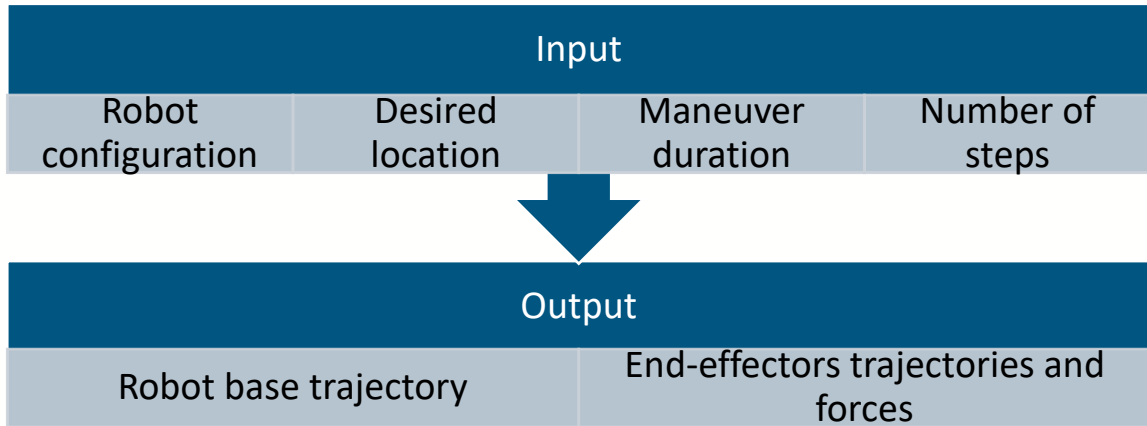 Input
Robot
configuration
Desired
location
Maneuver
duration
Number of
steps
Output
Robot base trajectory
End-effectors trajectories and
forces